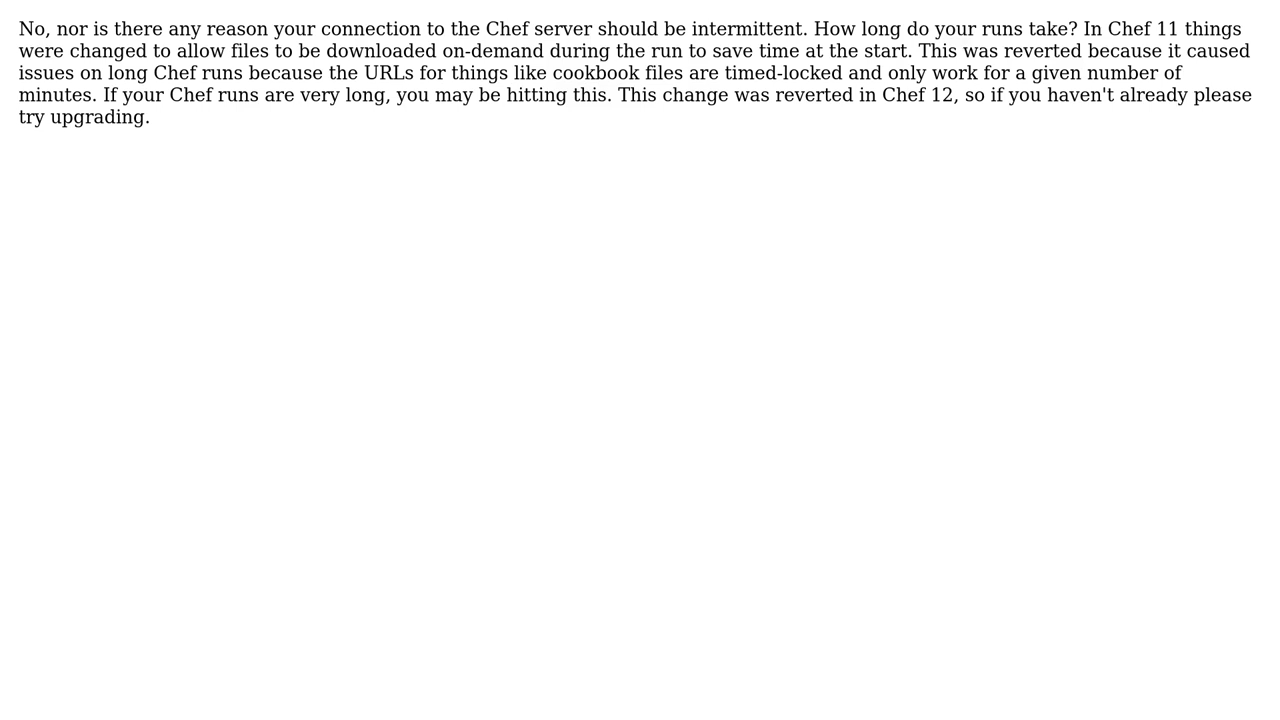 No, nor is there any reason your connection to the Chef server should be intermittent. How long do your runs take? In Chef 11 things
were changed to allow files to be downloaded on-demand during the run to save time at the start. This was reverted because it caused
issues on long Chef runs because the URLs for things like cookbook files are timed-locked and only work for a given number of
minutes. If your Chef runs are very long, you may be hitting this. This change was reverted in Chef 12, so if you haven't already please
try upgrading.